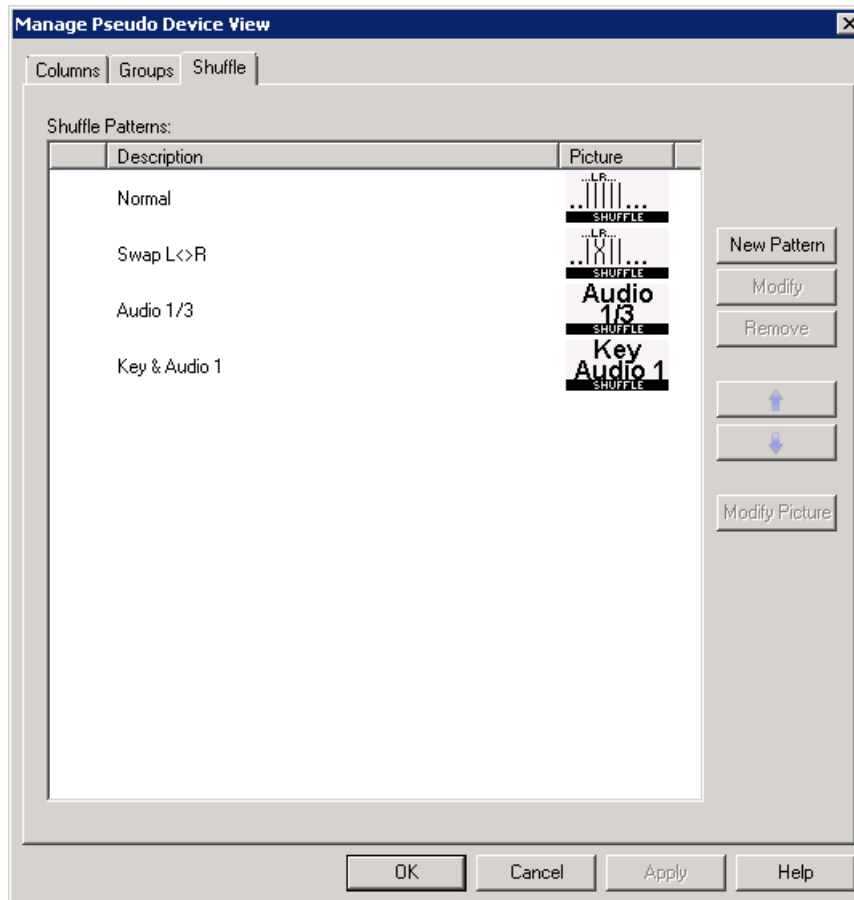 Manage Pseudo Device View
Columns Groups Shuffle
Shuffle Patterns:
Description Picture
Normal
...LR...
..|||||...
SHUFFLE
Swap L<>R
...LR...
..|X||...
SHUFFLE
Audio 1/3
Audio
1/3
SHUFFLE
Key & Audio 1
Key
Audio 1
SHUFFLE
New Pattern
Modify
Remove
Modify Picture
OK Cancel Apply Help